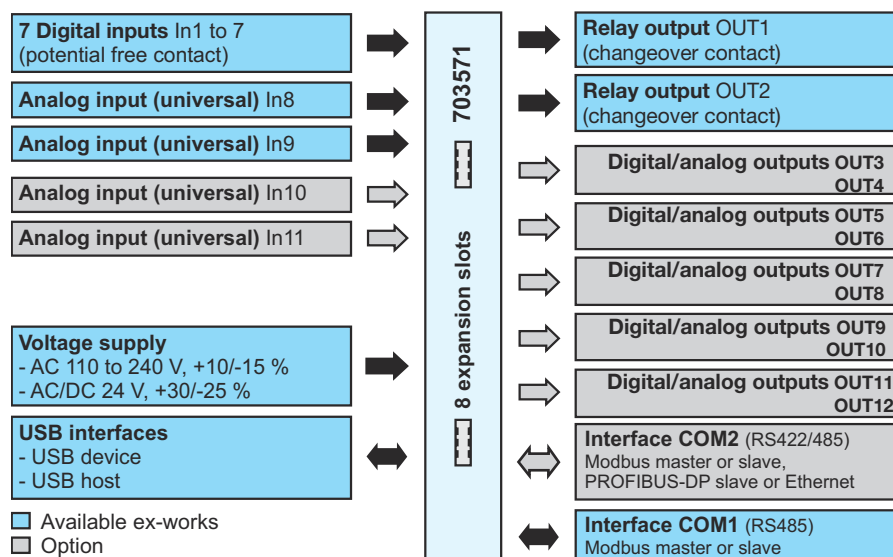 7 Digital inputs In1 to 7
(potential free contact)
Analog input (universal) In8
Analog input (universal) In9
Analog input (universal) In10
Analog input (universal) In11
Voltage supply
- AC 110 to 240 V, +10/-15 %
- AC/DC 24 V, +30/-25 %
USB interfaces
- USB device
- USB host
Available ex-works
Option
703571
8 expansion slots
Relay output OUT1
(changeover contact)
Relay output OUT2
(changeover contact)
Digital/analog outputs OUT3
OUT4
Digital/analog outputs OUT5
OUT6
Digital/analog outputs OUT7
OUT8
Digital/analog outputs OUT9
OUT10
Digital/analog outputs OUT11
OUT12
Interface COM2 (RS422/485)
Modbus master or slave,
PROFIBUS-DP slave or Ethernet
Interface COM1 (RS485)
Modbus master or slave